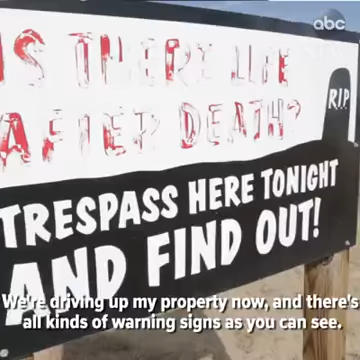 abc
NEWS
IS THERE LIFE
AFTER DEATH?
R.I.P.
TRESPASS HERE TONIGHT
AND FIND OUT!
We're driving up my property now, and there's
all kinds of warning signs as you can see.